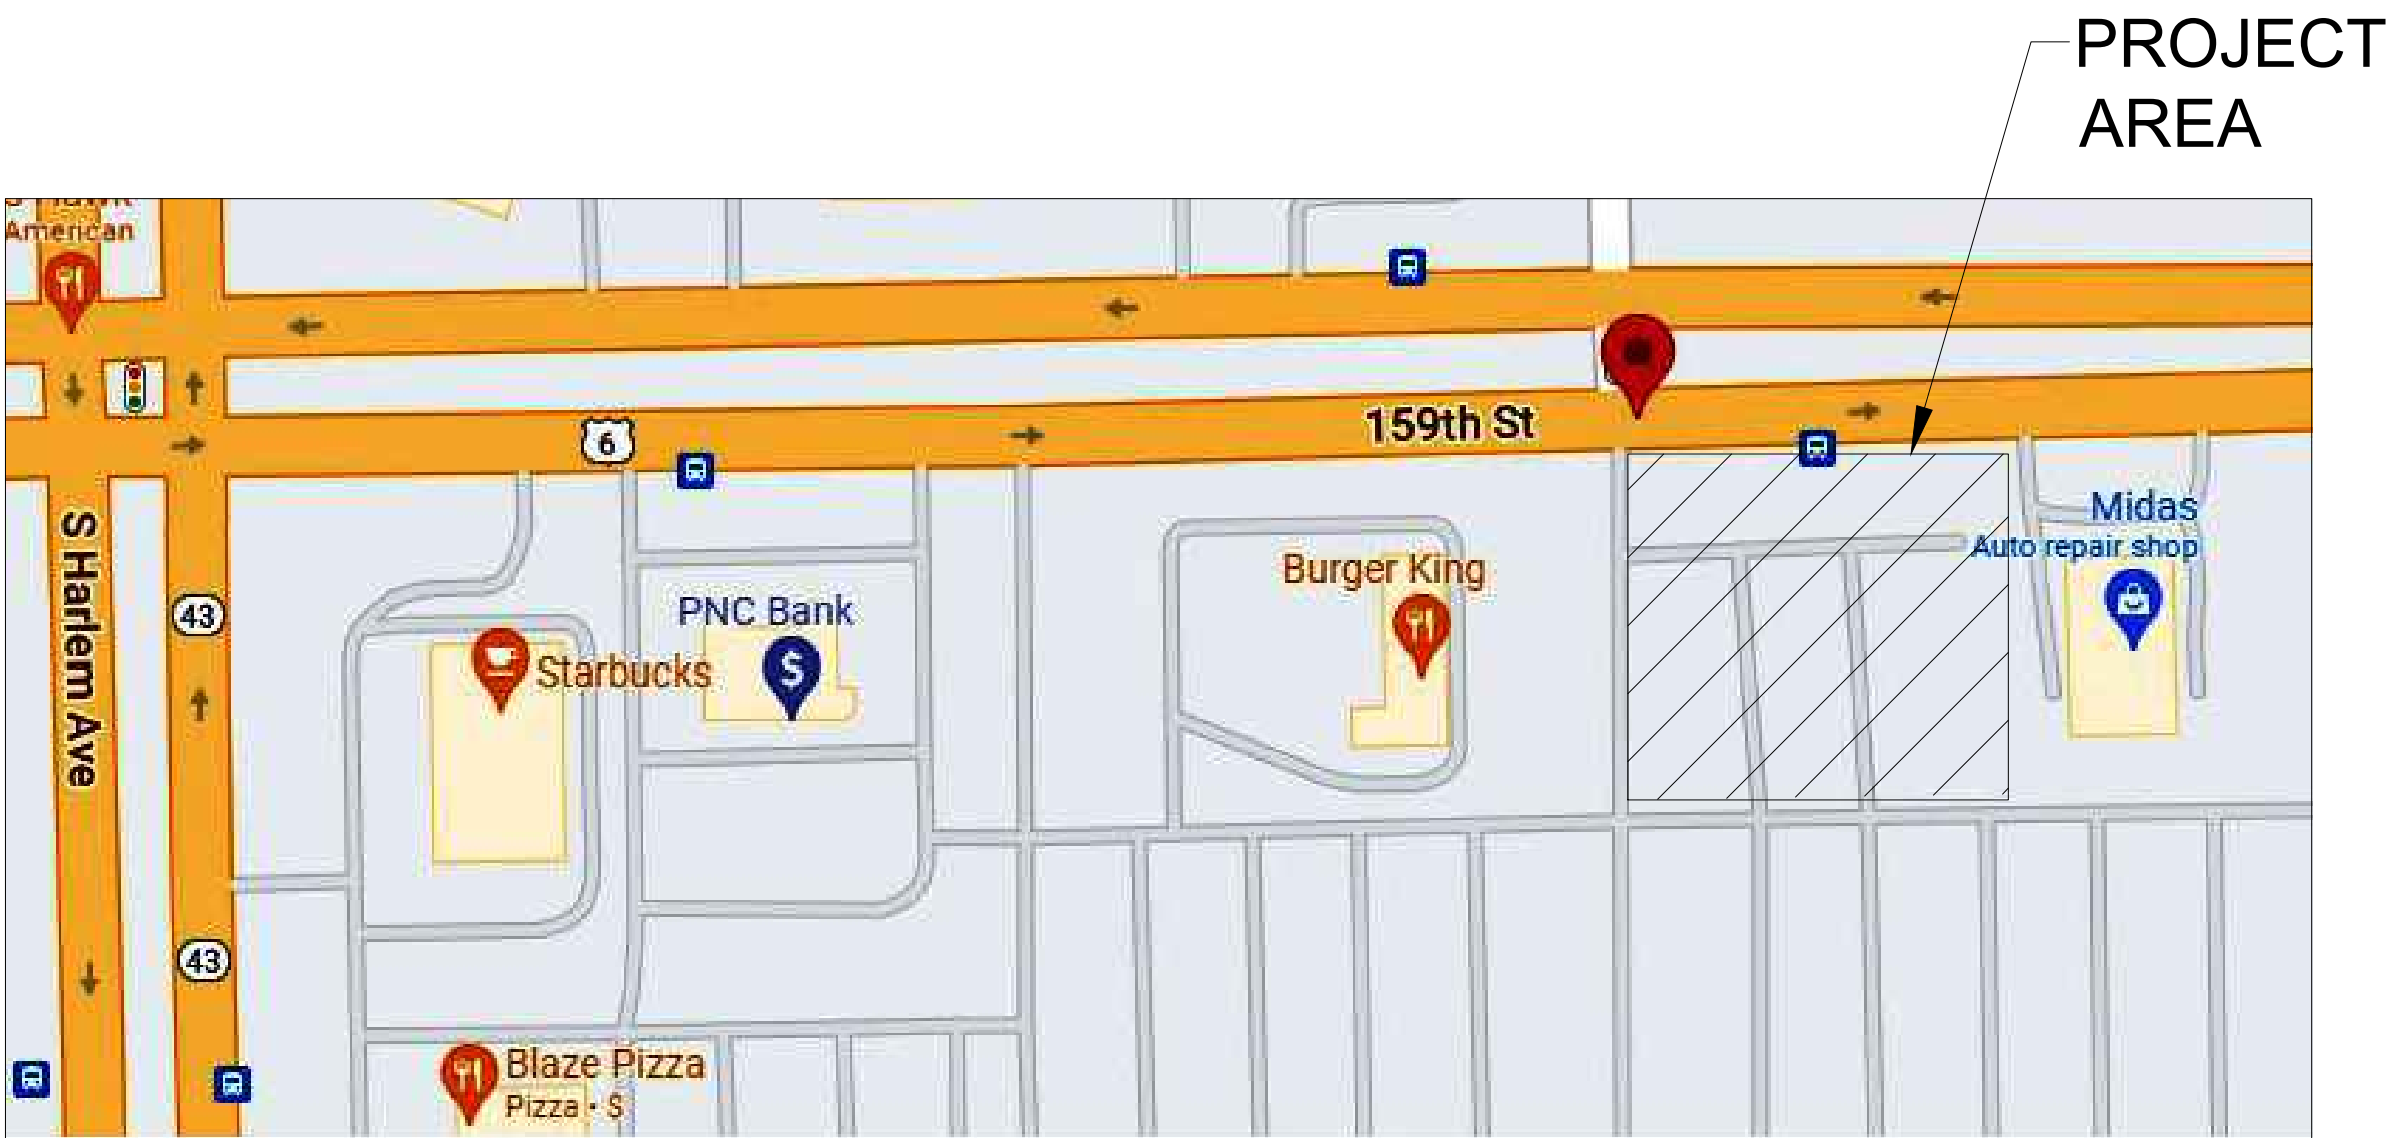 PROJECT
AREA
American
159th St
6
S Harlem Ave
43
Midas
Auto repair shop
Burger King
PNC Bank
$
Starbucks
43
Blaze Pizza
Pizza · $